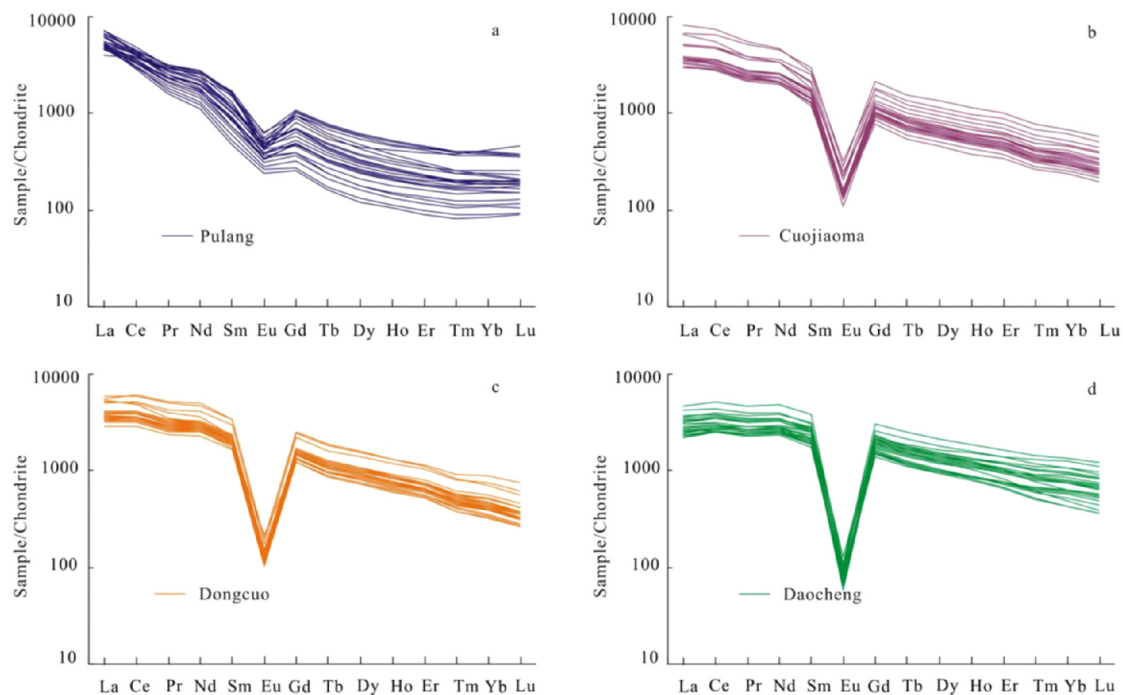 10000
1000
100
10
Sample/Chondrite
a
Pulang
La Ce Pr Nd Sm Eu Gd Tb Dy Ho Er Tm Yb Lu
10000
1000
100
10
Sample/Chondrite
b
Cuojiaoma
La Ce Pr Nd Sm Eu Gd Tb Dy Ho Er Tm Yb Lu
10000
1000
100
10
Sample/Chondrite
c
Dongcuo
La Ce Pr Nd Sm Eu Gd Tb Dy Ho Er Tm Yb Lu
10000
1000
100
10
Sample/Chondrite
d
Daocheng
La Ce Pr Nd Sm Eu Gd Tb Dy Ho Er Tm Yb Lu